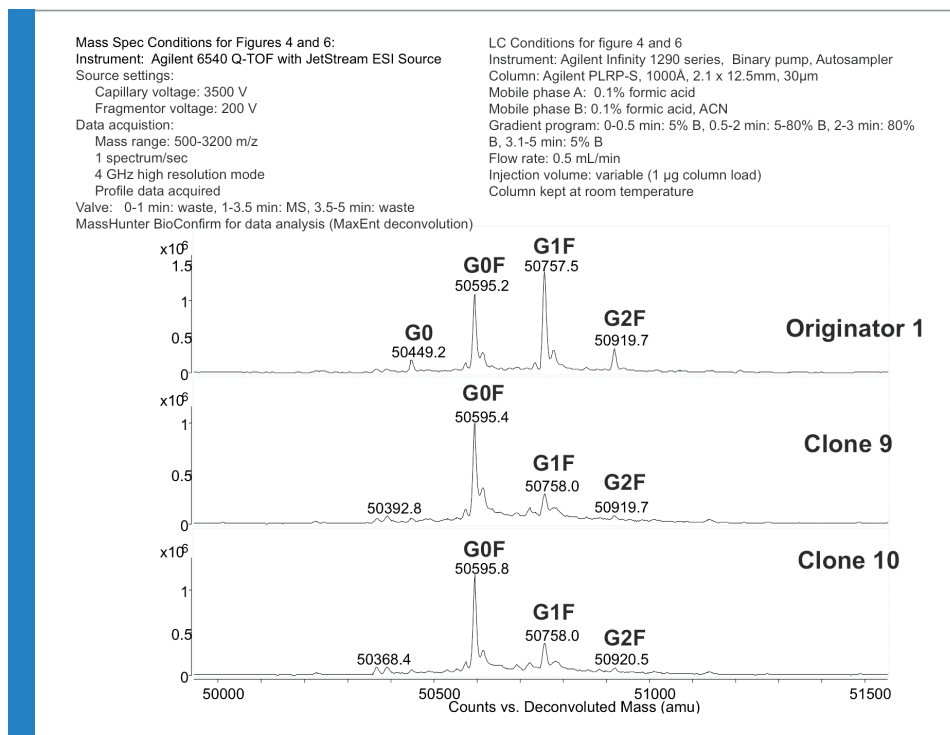 Mass Spec Conditions for Figures 4 and 6:
Instrument: Agilent 6540 Q-TOF with JetStream ESI Source
Source settings:
Capillary voltage: 3500 V
Fragmentor voltage: 200 V
Data acquistion:
Mass range: 500-3200 m/z
1 spectrum/sec
4 GHz high resolution mode
Profile data acquired
Valve: 0-1 min: waste, 1-3.5 min: MS, 3.5-5 min: waste
MassHunter BioConfirm for data analysis (MaxEnt deconvolution)
LC Conditions for figure 4 and 6
Instrument: Agilent Infinity 1290 series, Binary pump, Autosampler
Column: Agilent PLRP-S, 1000Å, 2.1 x 12.5mm, 30µm
Mobile phase A: 0.1% formic acid
Mobile phase B: 0.1% formic acid, ACN
Gradient program: 0-0.5 min: 5% B, 0.5-2 min: 5-80% B, 2-3 min: 80%
B, 3.1-5 min: 5% B
Flow rate: 0.5 mL/min
Injection volume: variable (1 µg column load)
Column kept at room temperature
x10⁶
1.5
1
0.5
0
G0
50449.2
G0F
50595.2
G1F
50757.5
G2F
50919.7
Originator 1
x10⁶
1
0.5
0
50392.8
G0F
50595.4
G1F
50758.0
G2F
50919.7
Clone 9
x10⁶
1
0.5
0
50368.4
G0F
50595.8
G1F
50758.0
G2F
50920.5
Clone 10
50000 50500 51000 51500
Counts vs. Deconvoluted Mass (amu)